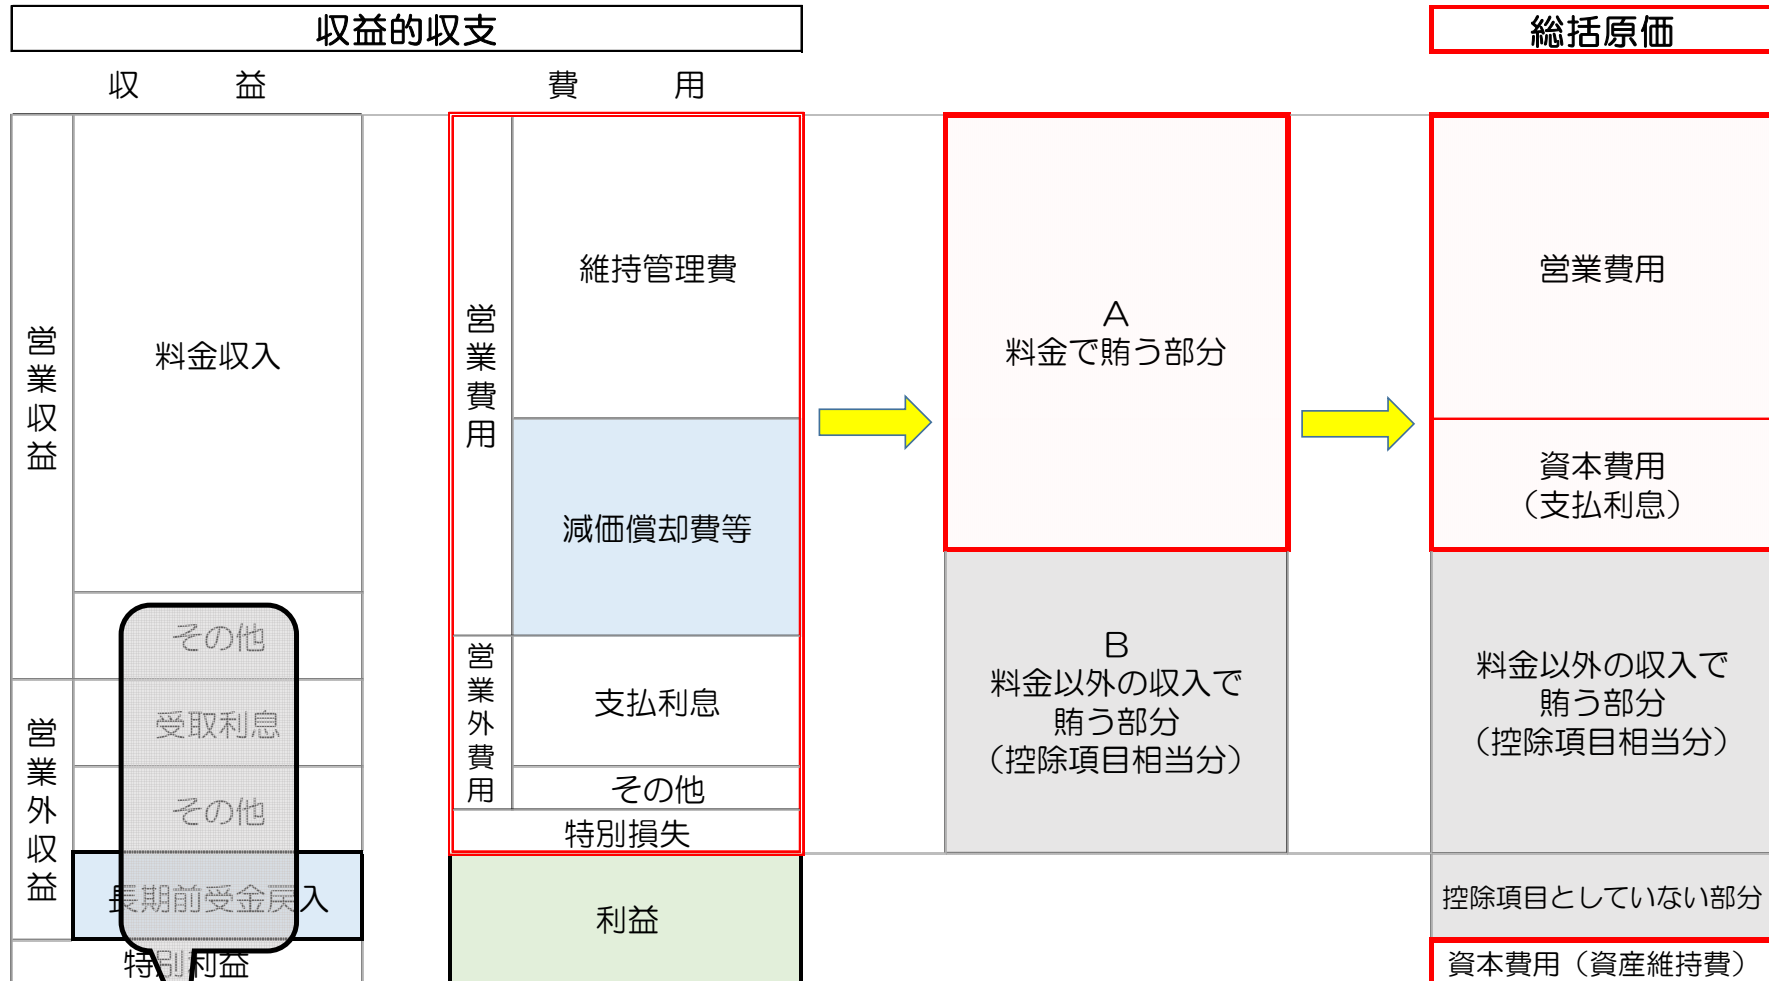 収益的収支
総括原価
収益
費用
営業収益
料金収入
その他
営業外収益
受取利息
その他
長期前受金戻入
特別利益
営業費用
維持管理費
減価償却費等
営業外費用
支払利息
その他
特別損失
利益
A
料金で賄う部分
B
料金以外の収入で
賄う部分
（控除項目相当分）
営業費用
資本費用
（支払利息）
料金以外の収入で
賄う部分
（控除項目相当分）
控除項目としていない部分
資本費用（資産維持費）